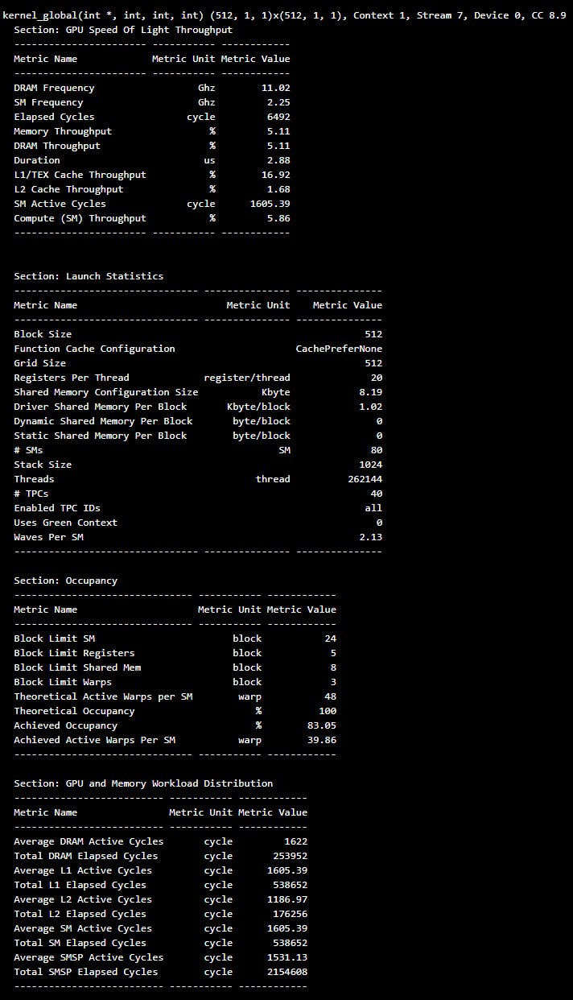 kernel_global(int *, int, int, int) (512, 1, 1)x(512, 1, 1), Context 1, Stream 7, Device 0, CC 8.9
Section: GPU Speed Of Light Throughput
----------------------- ----------- ------------
Metric Name Metric Unit Metric Value
----------------------- ----------- ------------
DRAM Frequency Ghz 11.02
SM Frequency Ghz 2.25
Elapsed Cycles cycle 6492
Memory Throughput % 5.11
DRAM Throughput % 5.11
Duration us 2.88
L1/TEX Cache Throughput % 16.92
L2 Cache Throughput % 1.68
SM Active Cycles cycle 1605.39
Compute (SM) Throughput % 5.86
----------------------- ----------- ------------
Section: Launch Statistics
-------------------------------- --------------- ---------------
Metric Name Metric Unit Metric Value
-------------------------------- --------------- ---------------
Block Size 512
Function Cache Configuration CachePreferNone
Grid Size 512
Registers Per Thread register/thread 20
Shared Memory Configuration Size Kbyte 8.19
Driver Shared Memory Per Block Kbyte/block 1.02
Dynamic Shared Memory Per Block byte/block 0
Static Shared Memory Per Block byte/block 0
# SMs SM 80
Stack Size 1024
Threads thread 262144
# TPCs 40
Enabled TPC IDs all
Uses Green Context 0
Waves Per SM 2.13
-------------------------------- --------------- ---------------
Section: Occupancy
------------------------------- ----------- ------------
Metric Name Metric Unit Metric Value
------------------------------- ----------- ------------
Block Limit SM block 24
Block Limit Registers block 5
Block Limit Shared Mem block 8
Block Limit Warps block 3
Theoretical Active Warps per SM warp 48
Theoretical Occupancy % 100
Achieved Occupancy % 83.05
Achieved Active Warps Per SM warp 39.86
------------------------------- ----------- ------------
Section: GPU and Memory Workload Distribution
-------------------------- ----------- ------------
Metric Name Metric Unit Metric Value
-------------------------- ----------- ------------
Average DRAM Active Cycles cycle 1622
Total DRAM Elapsed Cycles cycle 253952
Average L1 Active Cycles cycle 1605.39
Total L1 Elapsed Cycles cycle 538652
Average L2 Active Cycles cycle 1186.97
Total L2 Elapsed Cycles cycle 176256
Average SM Active Cycles cycle 1605.39
Total SM Elapsed Cycles cycle 538652
Average SMSP Active Cycles cycle 1531.13
Total SMSP Elapsed Cycles cycle 2154608
-------------------------- ----------- ------------